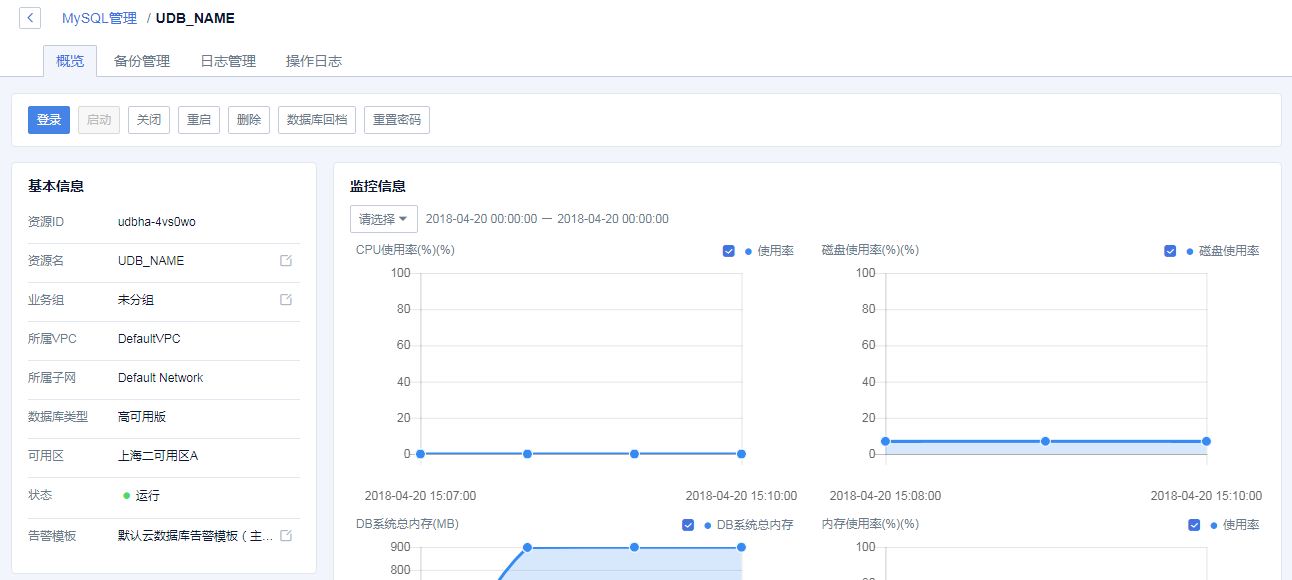 MySQL管理 / UDB_NAME
概览 备份管理 日志管理 操作日志
登录 启动 关闭 重启 删除 数据库回档 重置密码
基本信息
资源ID udbha-4vs0wo
资源名 UDB_NAME
业务组 未分组
所属VPC DefaultVPC
所属子网 Default Network
数据库类型 高可用版
可用区 上海二可用区A
状态 运行
告警模板 默认云数据库告警模板（主...
监控信息
请选择 2018-04-20 00:00:00 一 2018-04-20 00:00:00
CPU使用率(%)(%) 使用率
100
80
60
40
20
0
2018-04-20 15:07:00 2018-04-20 15:10:00
磁盘使用率(%)(%) 磁盘使用率
100
80
60
40
20
0
2018-04-20 15:08:00 2018-04-20 15:10:00
DB系统总内存(MB) DB系统总内存
900
800
内存使用率(%)(%) 使用率
100